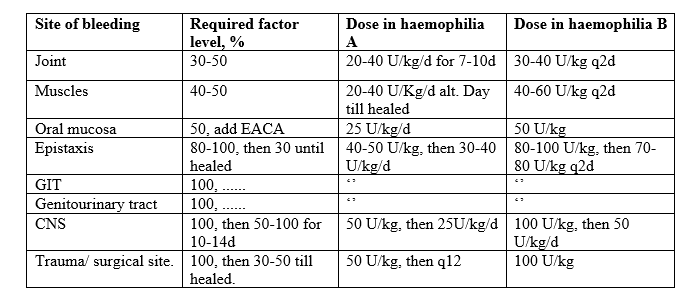 Site of bleeding | Required factor level, % | Dose in haemophilia A | Dose in haemophilia B
Joint | 30-50 | 20-40 U/kg/d for 7-10d | 30-40 U/kg q2d
Muscles | 40-50 | 20-40 U/Kg/d alt. Day till healed | 40-60 U/kg q2d
Oral mucosa | 50, add EACA | 25 U/kg/d | 50 U/kg
Epistaxis | 80-100, then 30 until healed | 40-50 U/kg, then 30-40 U/kg/d | 80-100 U/kg, then 70-80 U/kg q2d
GIT | 100, ...... | ‘’ | ‘’
Genitourinary tract | 100, ...... | ‘’ | ‘’
CNS | 100, then 50-100 for 10-14d | 50 U/kg, then 25U/kg/d | 100 U/kg, then 50 U/kg/d
Trauma/ surgical site. | 100, then 30-50 till healed. | 50 U/kg, then q12 | 100 U/kg